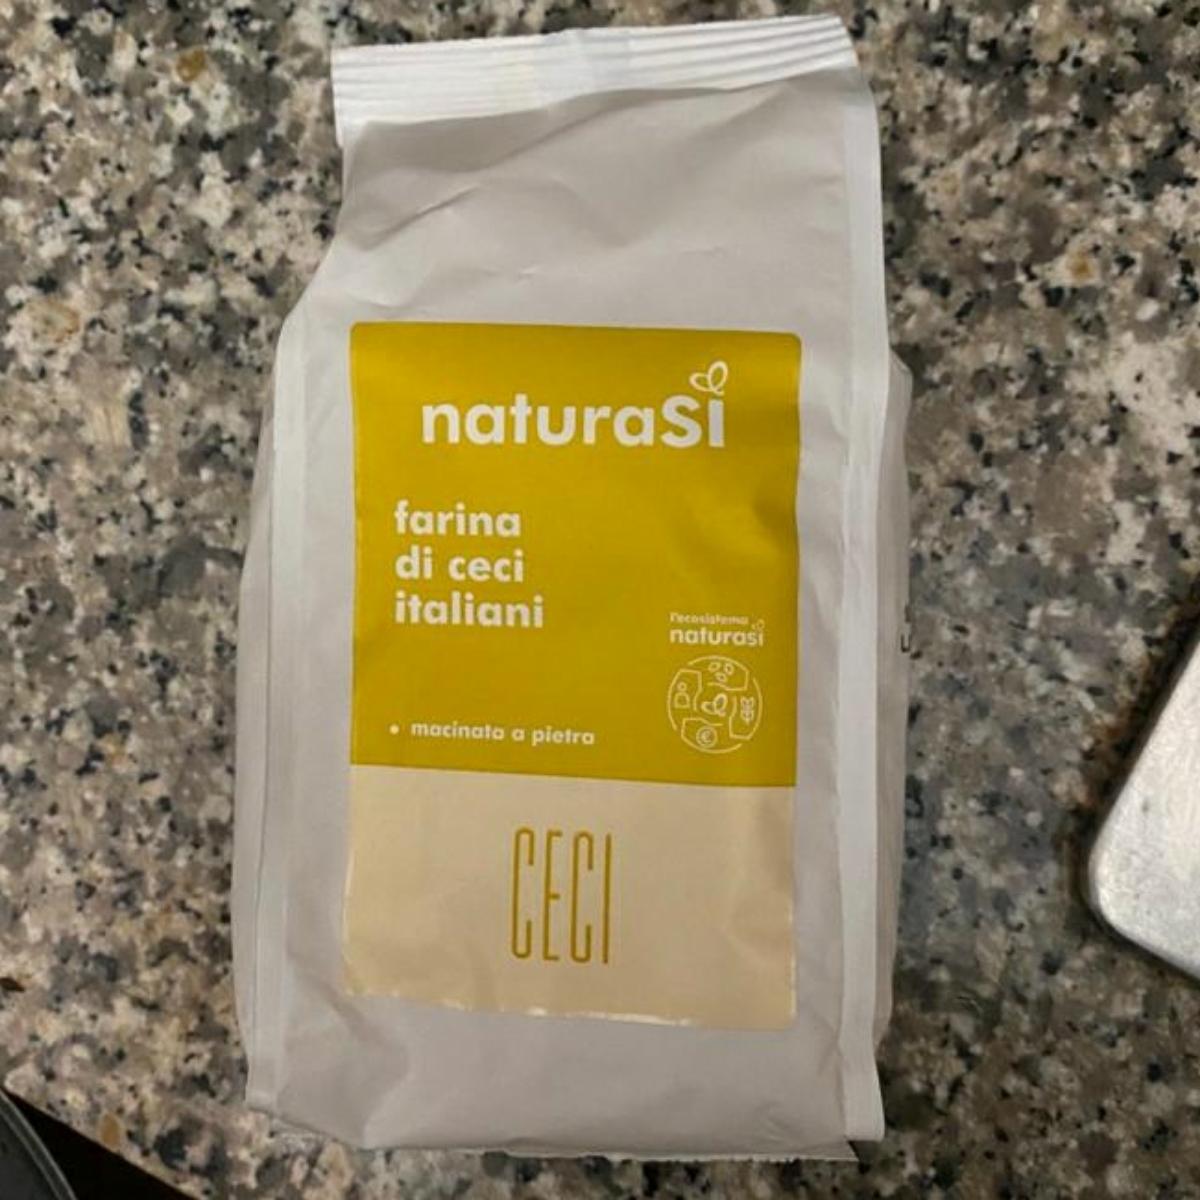 naturaSì
farina
di ceci
italiani
l'ecosistema
naturasì
• macinata a pietra
CECI